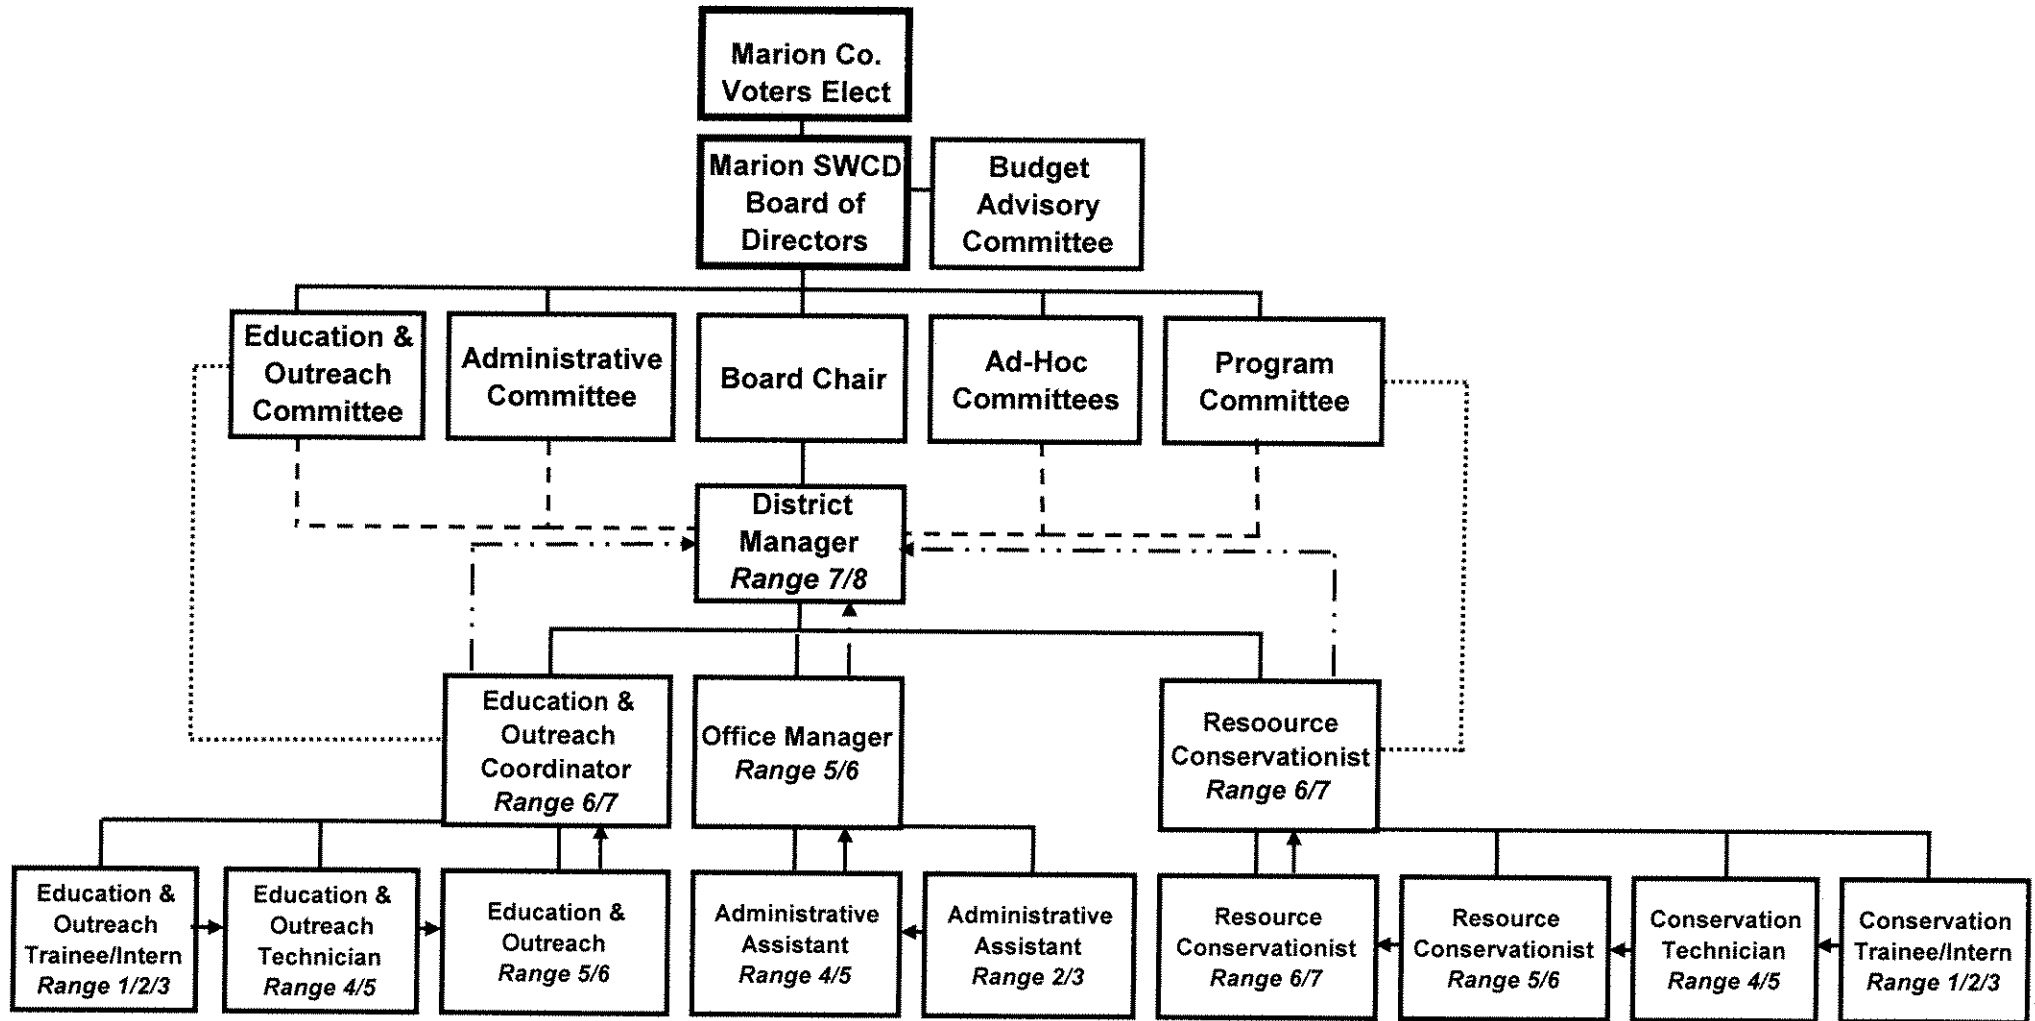 Marion Co.
Voters Elect
Marion SWCD
Board of
Directors
Budget
Advisory
Committee
Education &
Outreach
Committee
Administrative
Committee
Board Chair
Ad-Hoc
Committees
Program
Committee
District
Manager
Range 7/8
Education &
Outreach
Coordinator
Range 6/7
Office Manager
Range 5/6
Resoource
Conservationist
Range 6/7
Education &
Outreach
Trainee/Intern
Range 1/2/3
Education &
Outreach
Technician
Range 4/5
Education &
Outreach
Range 5/6
Administrative
Assistant
Range 4/5
Administrative
Assistant
Range 2/3
Resource
Conservationist
Range 6/7
Resource
Conservationist
Range 5/6
Conservation
Technician
Range 4/5
Conservation
Trainee/Intern
Range 1/2/3